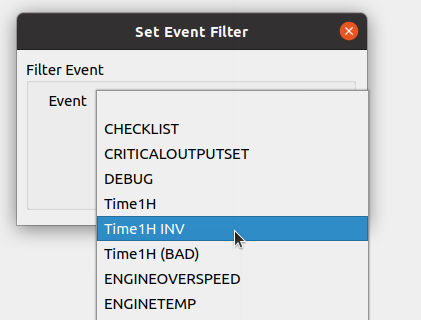 Set Event Filter
Filter Event
Event
CHECKLIST
CRITICALOUTPUTSET
DEBUG
Time1H
Time1H INV
Time1H (BAD)
ENGINEOVERSPEED
ENGINETEMP